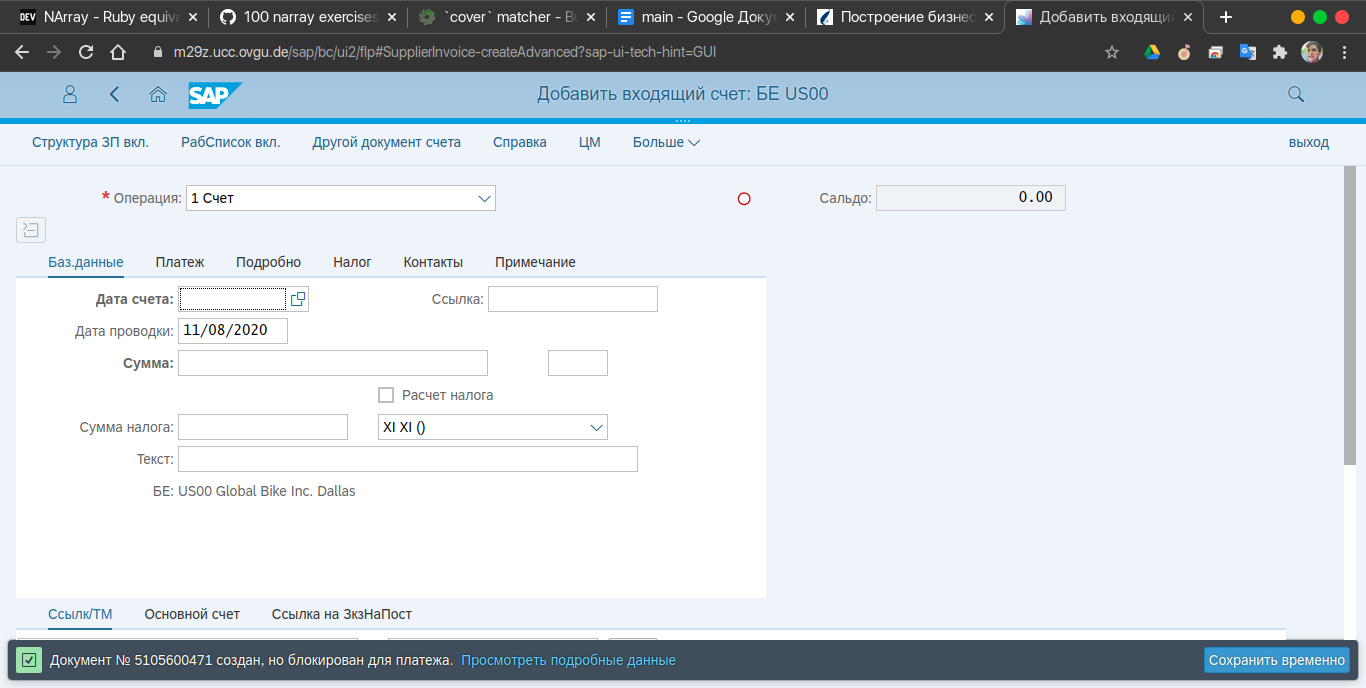 NArray - Ruby equiva
100 narray exercises
`cover` matcher - Bu
main - Google Доку
Построение бизнес
Добавить входящи
m29z.ucc.ovgu.de/sap/bc/ui2/flp#SupplierInvoice-createAdvanced?sap-ui-tech-hint=GUI
SAP
Добавить входящий счет: БЕ US00
Структура ЗП вкл. РабСписок вкл. Другой документ счета Справка ЦМ Больше выход
* Операция: 1 Счет Сальдо: 0.00
Баз.данные Платеж Подробно Налог Контакты Примечание
Дата счета: Ссылка:
Дата проводки: 11/08/2020
Сумма:
Расчет налога
Сумма налога: XI XI ()
Текст:
БЕ: US00 Global Bike Inc. Dallas
Ссылк/ТМ Основной счет Ссылка на ЗкзНаПост
Документ № 5105600471 создан, но блокирован для платежа. Просмотреть подробные данные Сохранить временно